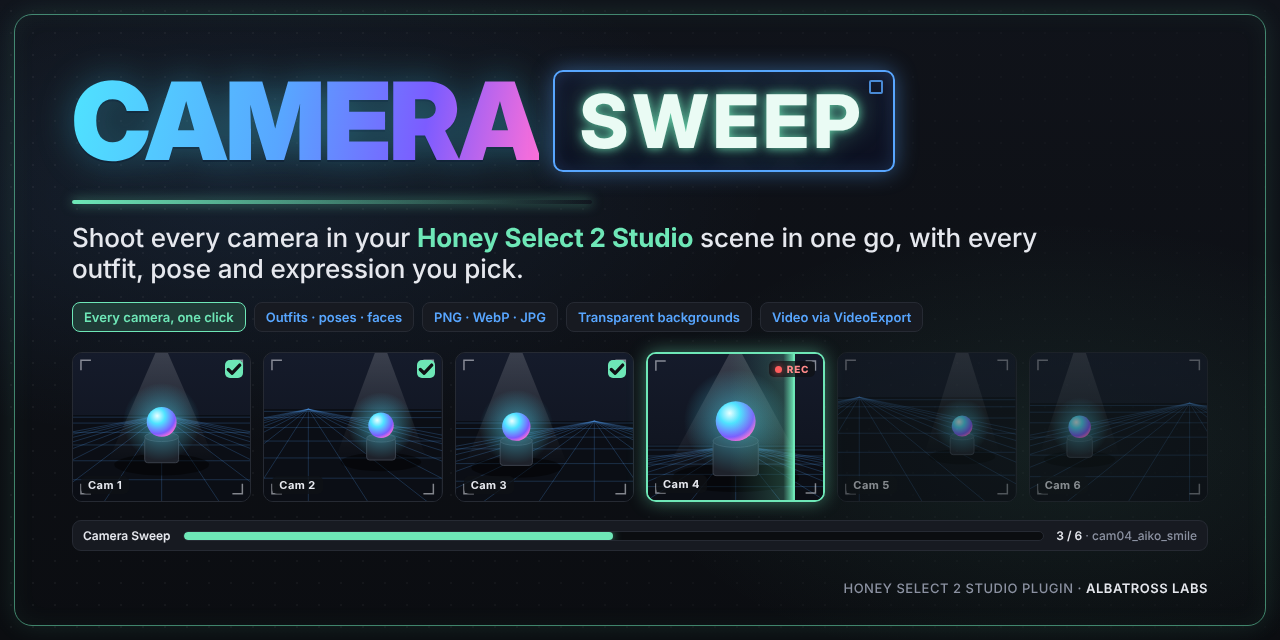 CAMERA SWEEP
Shoot every camera in your Honey Select 2 Studio scene in one go, with every
outfit, pose and expression you pick.
Every camera, one click
Outfits · poses · faces
PNG · WebP · JPG
Transparent backgrounds
Video via VideoExport
REC
Cam 1
Cam 2
Cam 3
Cam 4
Cam 5
Cam 6
Camera Sweep
3 / 6 · cam04_aiko_smile
HONEY SELECT 2 STUDIO PLUGIN · ALBATROSS LABS